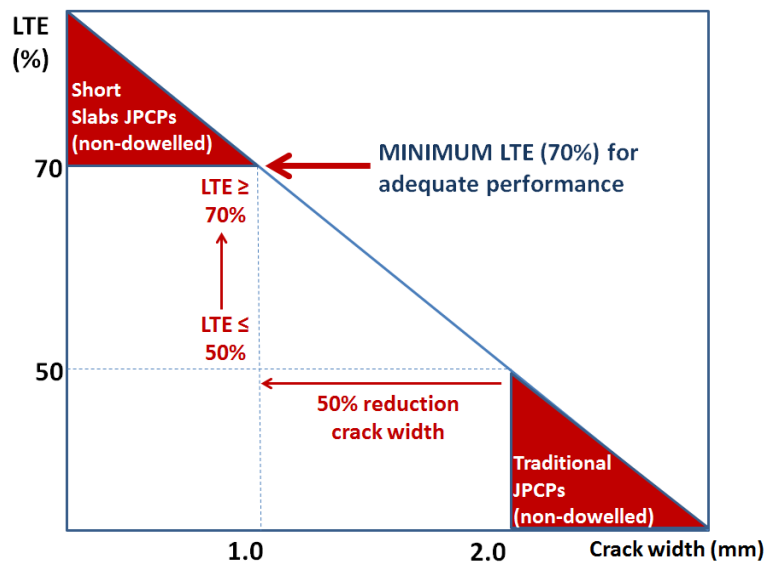 LTE
(%)
Short
Slabs JPCPs
(non-dowelled)
70
MINIMUM LTE (70%) for
adequate performance
LTE ≥
70%
LTE ≤
50%
50
50% reduction
crack width
Traditional
JPCPs
(non-dowelled)
1.0
2.0
Crack width (mm)